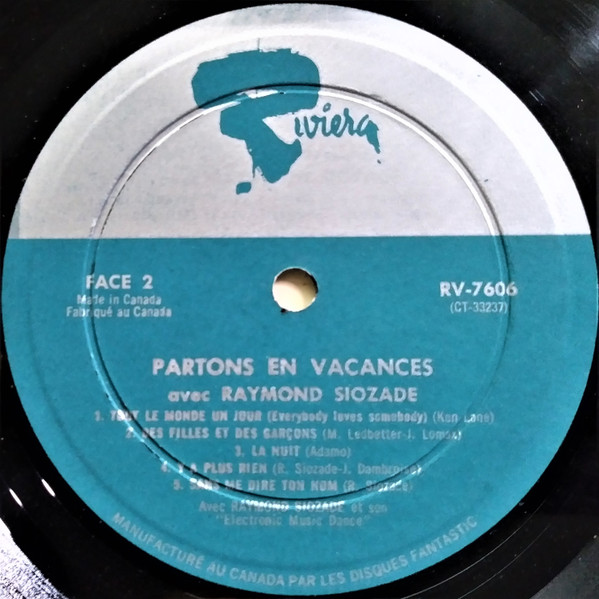 Riviera
FACE 2
Made in Canada
Fabriqué au Canada
RV-7606
(CT-33237)
PARTONS EN VACANCES
avec RAYMOND SIOZADE
1. TOUT LE MONDE UN JOUR (Everybody loves somebody) (Ken Lane)
2. DES FILLES ET DES GARÇONS (M. Ledbetter-J. Lomax)
3. LA NUIT (Adamo)
4. Y'A PLUS RIEN (R. Siozade-J. Dambroise)
5. SANS ME DIRE TON NOM (R. Siozade)
Avec RAYMOND SIOZADE et son
"Electronic Music Dance"
MANUFACTURÉ AU CANADA PAR LES DISQUES FANTASTIC